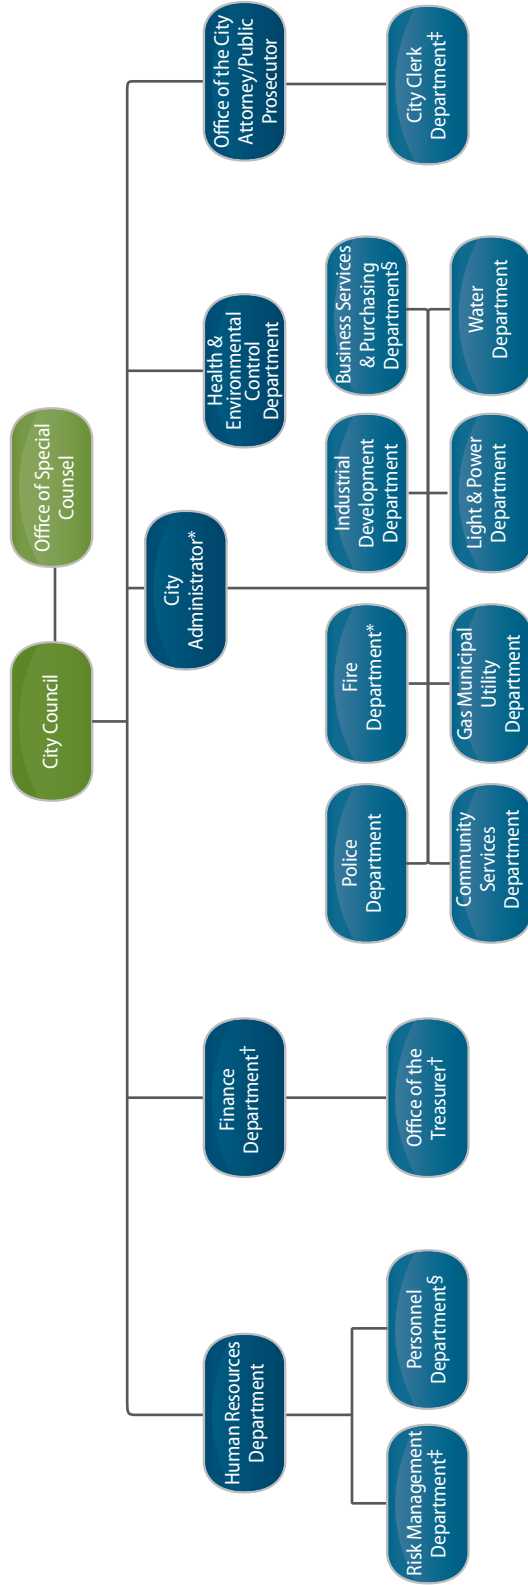 City Council
Office of Special
Counsel
City
Administrator*
Human Resources
Department
Finance
Department†
Health &
Environmental
Control
Department
Office of the City
Attorney/Public
Prosecutor
Police
Department
Fire
Department*
Industrial
Development
Department
Business Services
& Purchasing
Department§
Risk Management
Department‡
Personnel
Department§
Office of the
Treasurer†
City Clerk
Department‡
Community
Services
Department
Gas Municipal
Utility
Department
Light & Power
Department
Water
Department